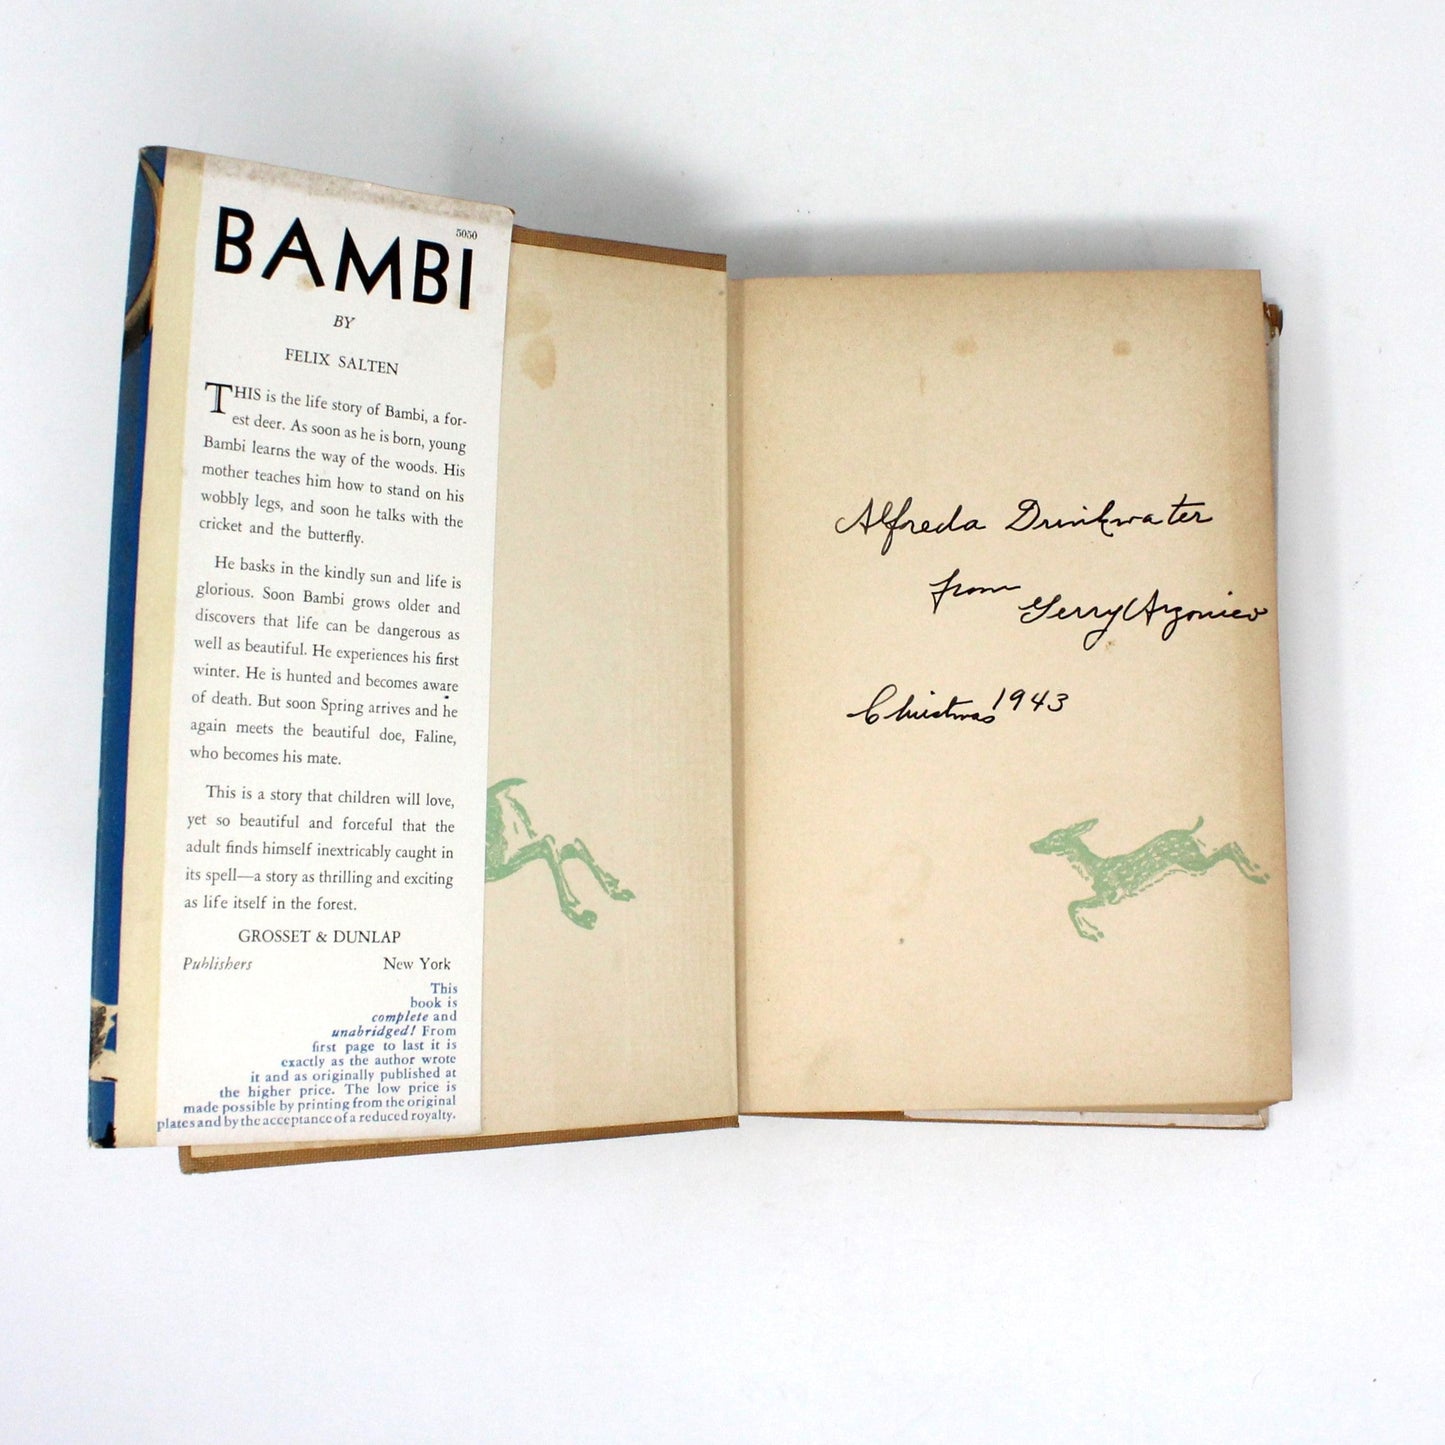 5050
BAMBI
BY
FELIX SALTEN
THIS is the life story of Bambi, a for-
est deer. As soon as he is born, young
Bambi learns the way of the woods. His
mother teaches him how to stand on his
wobbly legs, and soon he talks with the
cricket and the butterfly.
He basks in the kindly sun and life is
glorious. Soon Bambi grows older and
discovers that life can be dangerous as
well as beautiful. He experiences his first
winter. He is hunted and becomes aware
of death. But soon Spring arrives and he
again meets the beautiful doe, Faline,
who becomes his mate.
This is a story that children will love,
yet so beautiful and forceful that the
adult finds himself inextricably caught in
its spell—a story as thrilling and exciting
as life itself in the forest.
GROSSET & DUNLAP
Publishers New York
This
book is
complete and
unabridged! From
first page to last it is
exactly as the author wrote
it and as originally published at
the higher price. The low price is
made possible by printing from the original
plates and by the acceptance of a reduced royalty.
Alfreda Drinkwater
from
Gerry
Christmas 1943